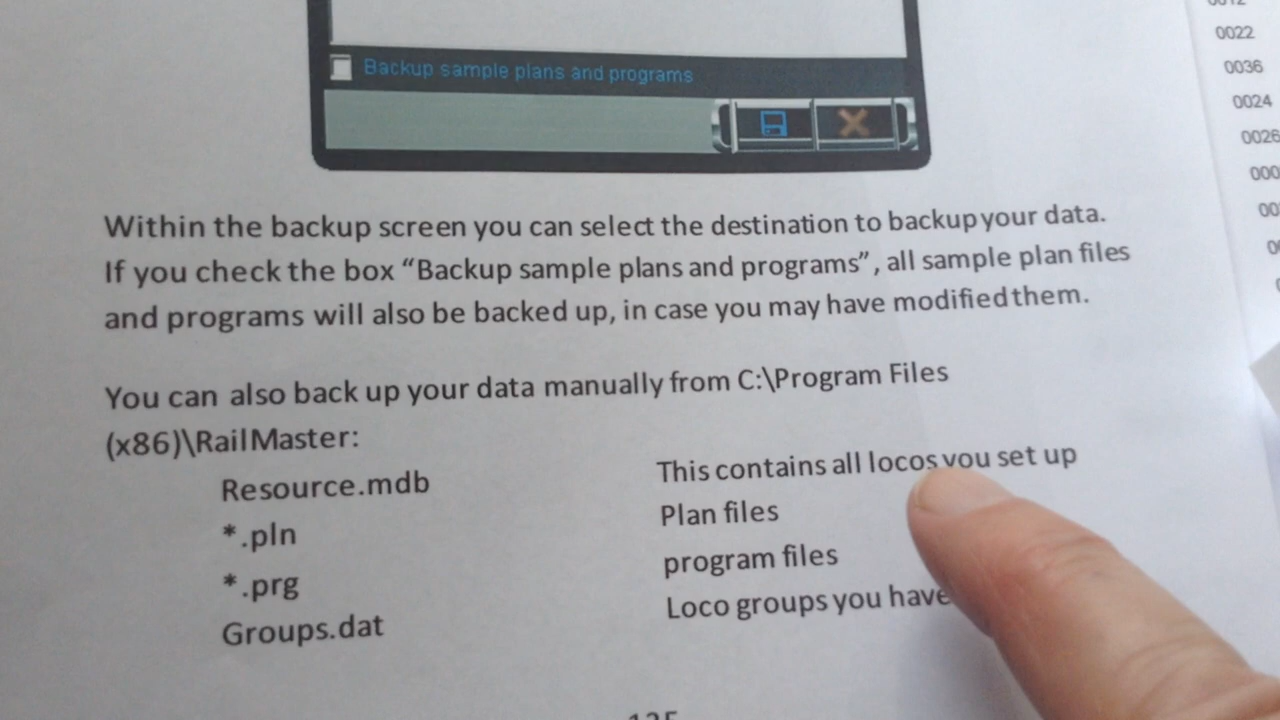 Backup sample plans and programs
Within the backup screen you can select the destination to backup your data.
If you check the box “Backup sample plans and programs”, all sample plan files
and programs will also be backed up, in case you may have modified them.
You can also back up your data manually from C:\Program Files
(x86)\RailMaster:
Resource.mdb This contains all locos you set up
*.pln Plan files
*.prg program files
Groups.dat Loco groups you have
0022
0036
0024
0026